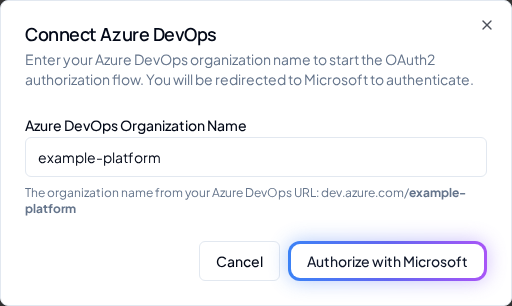 Connect Azure DevOps
Enter your Azure DevOps organization name to start the OAuth2
authorization flow. You will be redirected to Microsoft to authenticate.
Azure DevOps Organization Name
example-platform
The organization name from your Azure DevOps URL: dev.azure.com/example-
platform
Cancel
Authorize with Microsoft